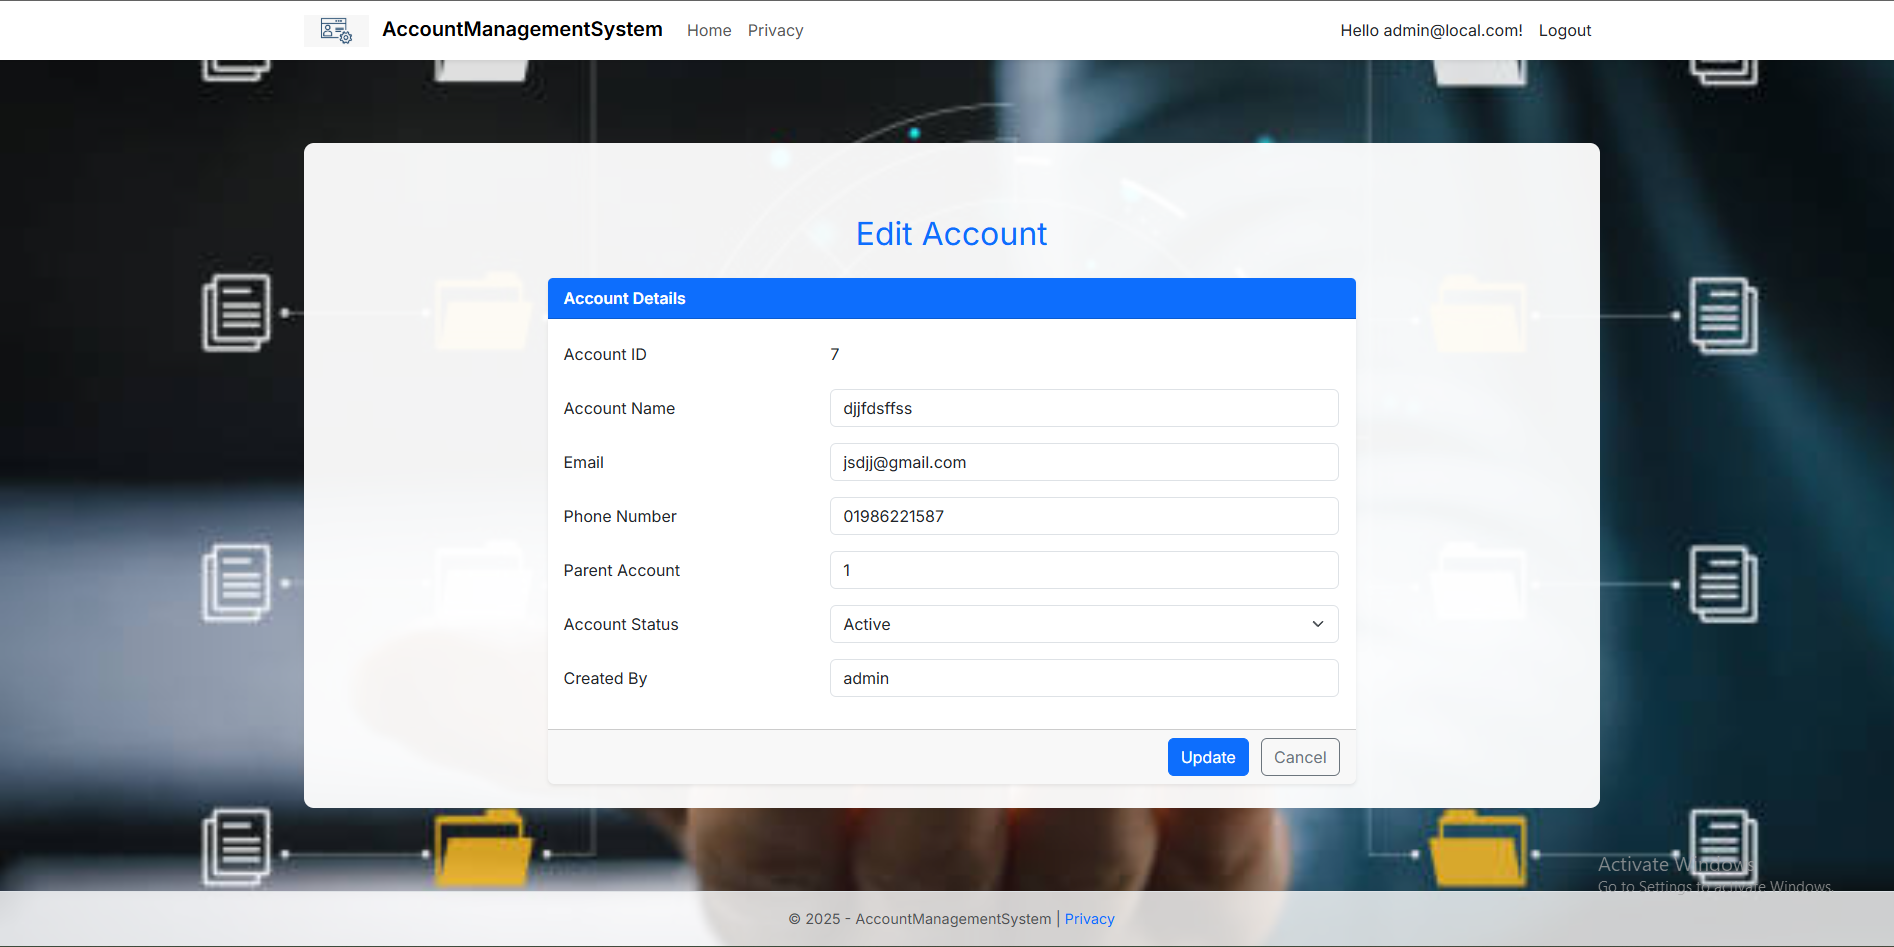 AccountManagementSystem Home Privacy Hello admin@local.com! Logout
Edit Account
Account Details
Account ID 7
Account Name djjfdsffss
Email jsdjj@gmail.com
Phone Number 01986221587
Parent Account 1
Account Status Active
Created By admin
Update Cancel
Activate Windows
Go to Settings to activate Windows.
© 2025 - AccountManagementSystem | Privacy